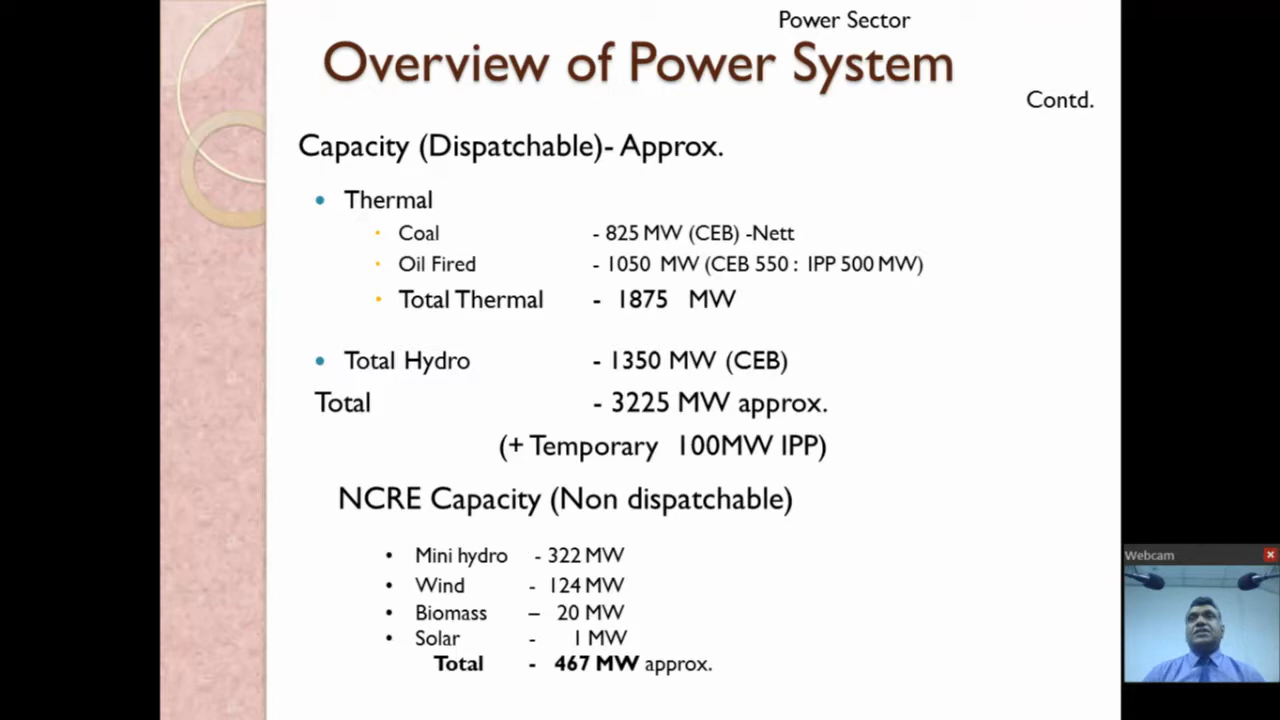 Power Sector
Overview of Power System
Contd.
Capacity (Dispatchable)- Approx.
• Thermal
• Coal - 825 MW (CEB) -Nett
• Oil Fired - 1050 MW (CEB 550 : IPP 500 MW)
• Total Thermal - 1875 MW
• Total Hydro - 1350 MW (CEB)
Total - 3225 MW approx.
(+ Temporary 100MW IPP)
NCRE Capacity (Non dispatchable)
• Mini hydro - 322 MW
• Wind - 124 MW
• Biomass – 20 MW
• Solar - 1 MW
Total - 467 MW approx.
Webcam